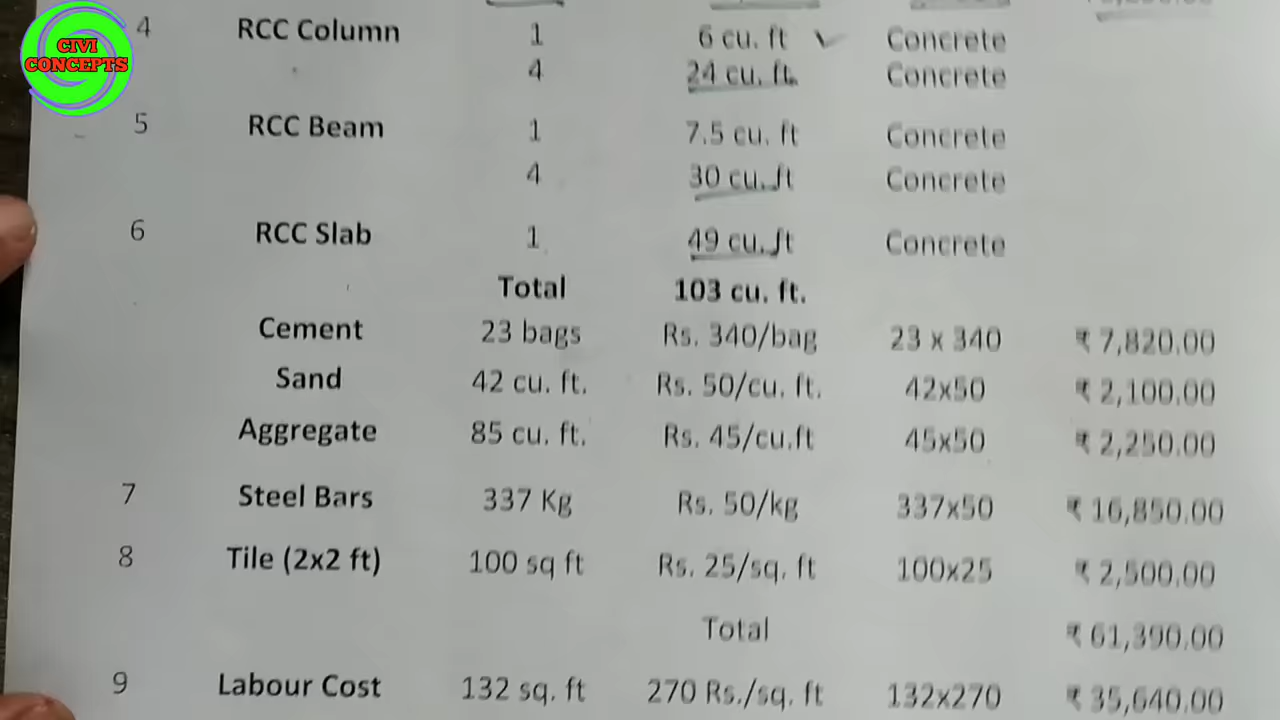 CIVI
CONCEPTS
4 RCC Column 1 6 cu. ft Concrete
4 24 cu. ft. Concrete
5 RCC Beam 1 7.5 cu. ft Concrete
4 30 cu. ft Concrete
6 RCC Slab 1 49 cu. ft Concrete
Total 103 cu. ft.
Cement 23 bags Rs. 340/bag 23 x 340 ₹ 7,820.00
Sand 42 cu. ft. Rs. 50/cu. ft. 42x50 ₹ 2,100.00
Aggregate 85 cu. ft. Rs. 45/cu.ft 45x50 ₹ 2,250.00
7 Steel Bars 337 Kg Rs. 50/kg 337x50 ₹ 16,850.00
8 Tile (2x2 ft) 100 sq ft Rs. 25/sq. ft 100x25 ₹ 2,500.00
Total ₹ 61,390.00
9 Labour Cost 132 sq. ft 270 Rs./sq. ft 132x270 ₹ 35,640.00